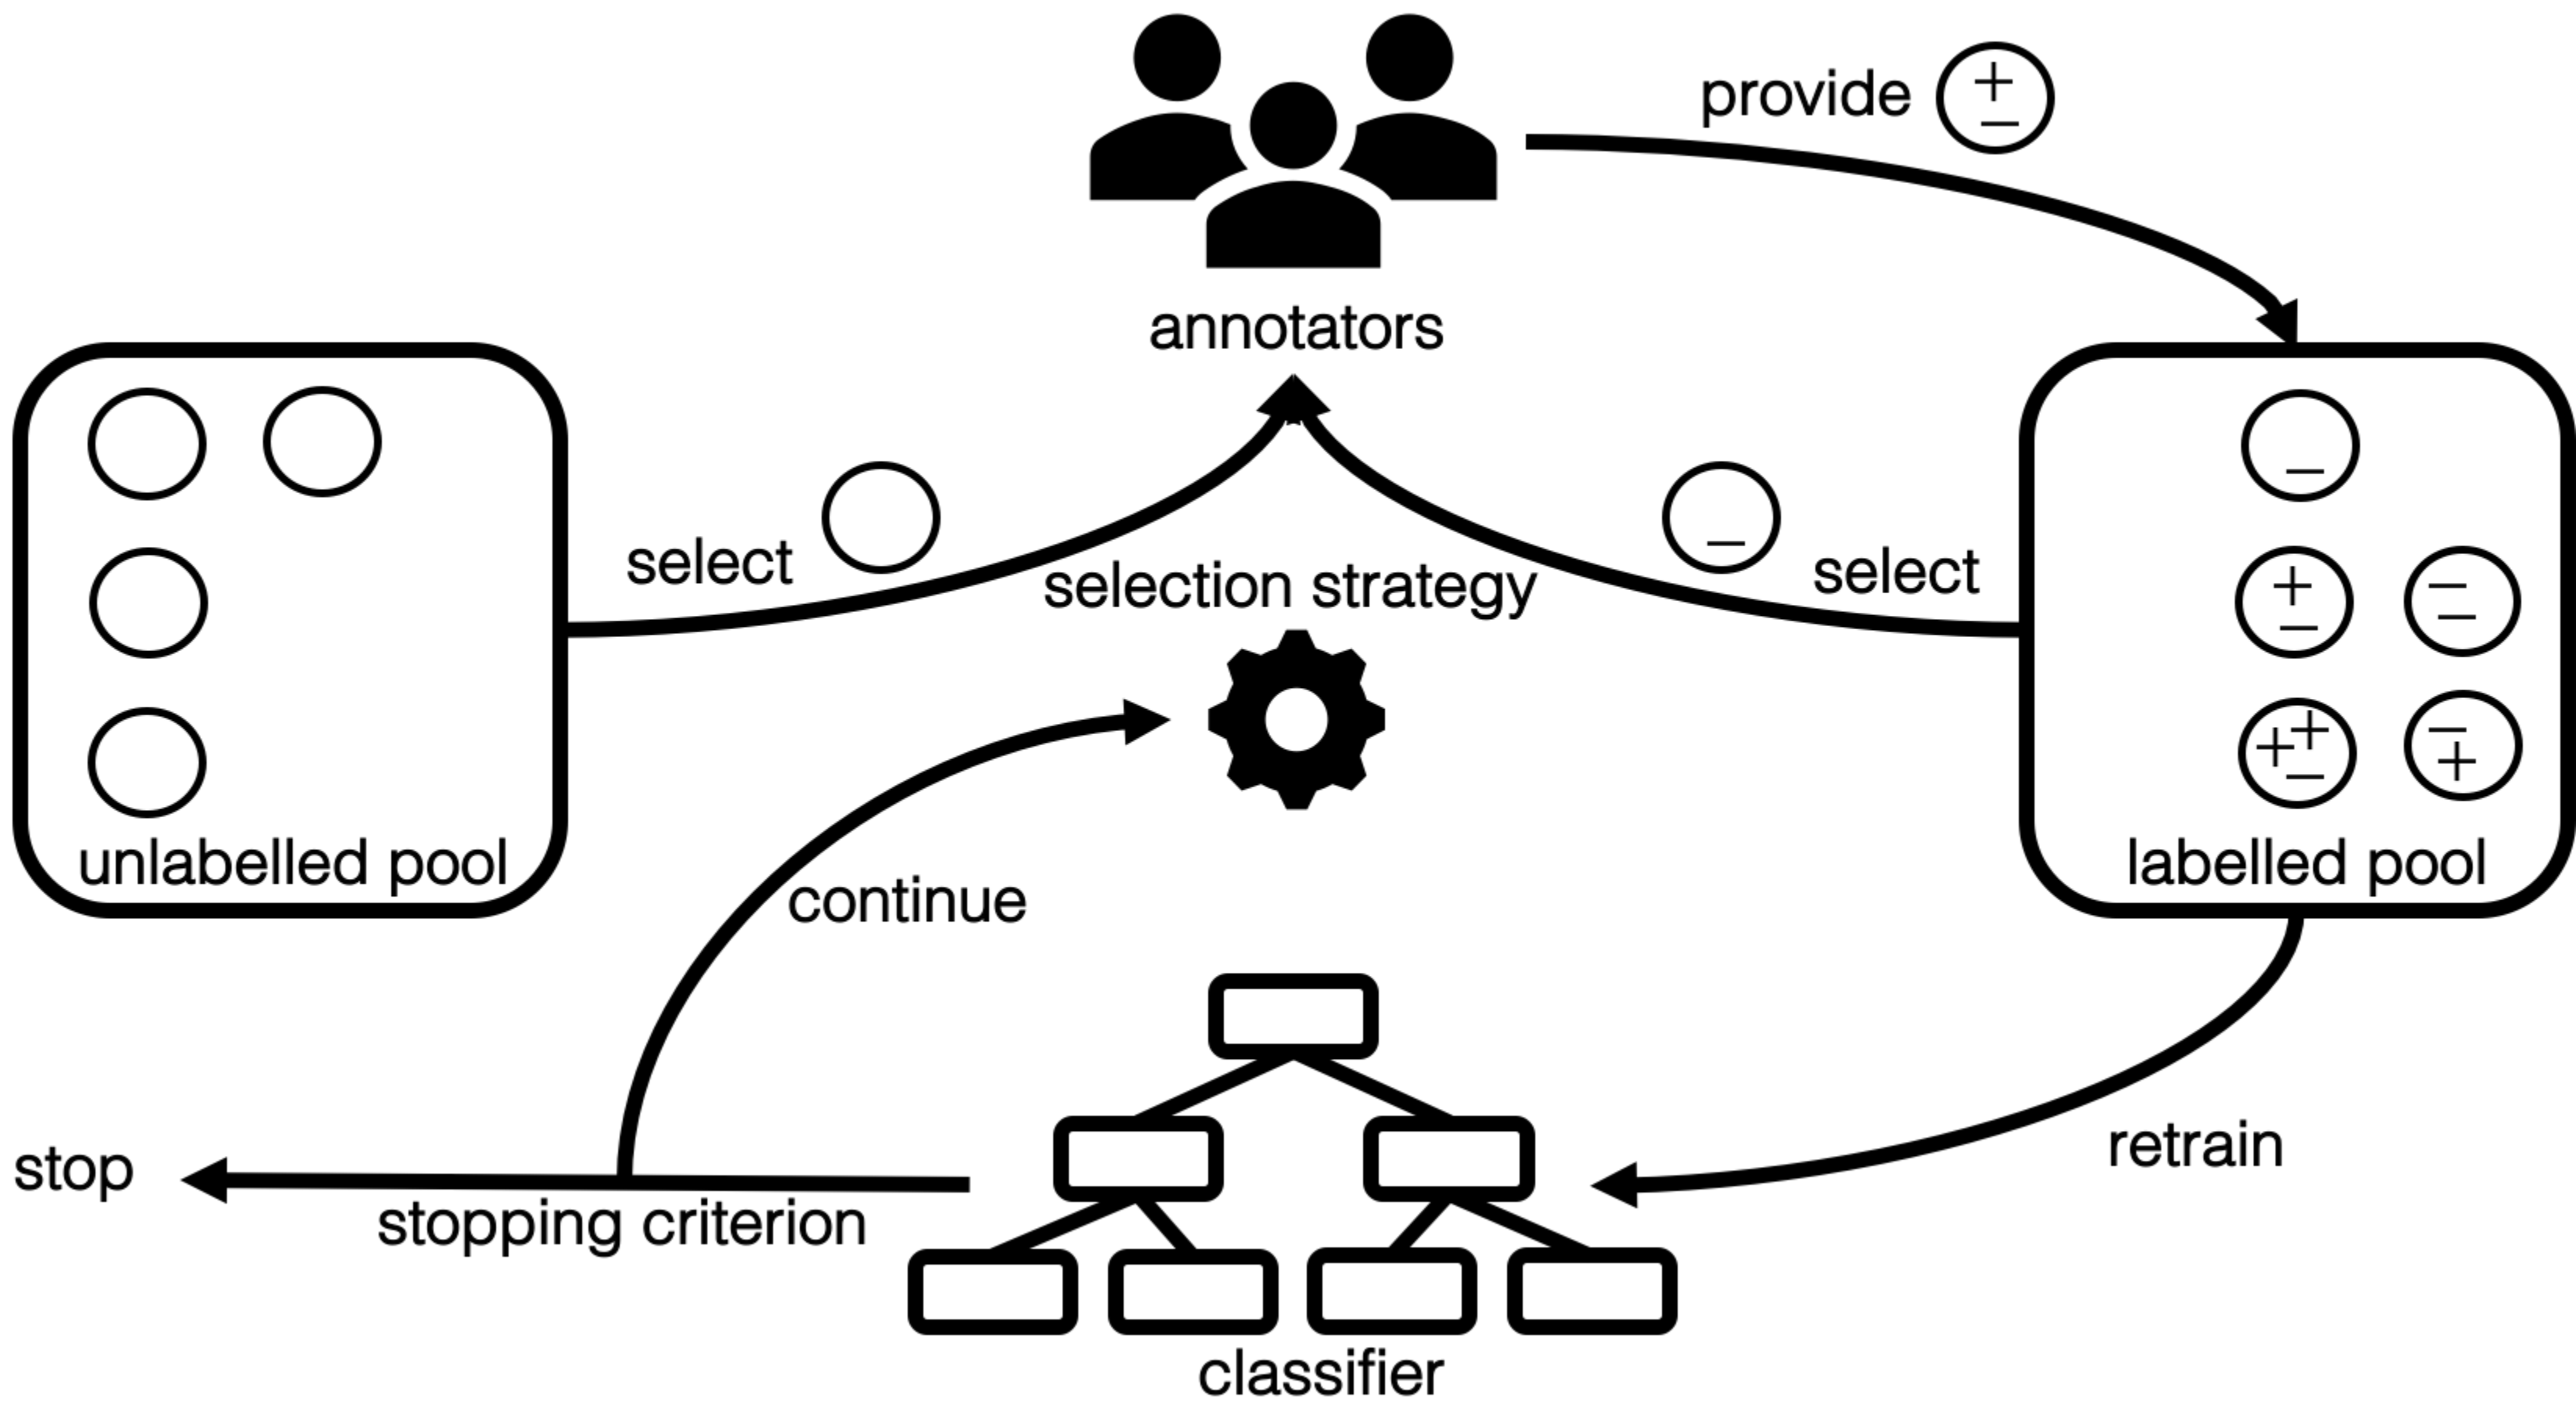 provide
annotators
select
selection strategy
select
unlabelled pool
labelled pool
continue
retrain
stop
stopping criterion
classifier